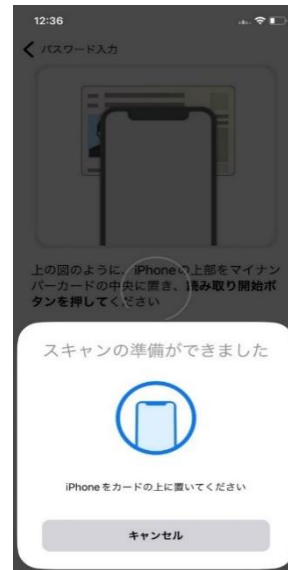 12:36
パスワード入力
上の図のように、iPhoneの上部をマイナン
バーカードの中央に置き、読み取り開始ボ
タンを押してください
スキャンの準備ができました
iPhoneをカードの上に置いてください
キャンセル